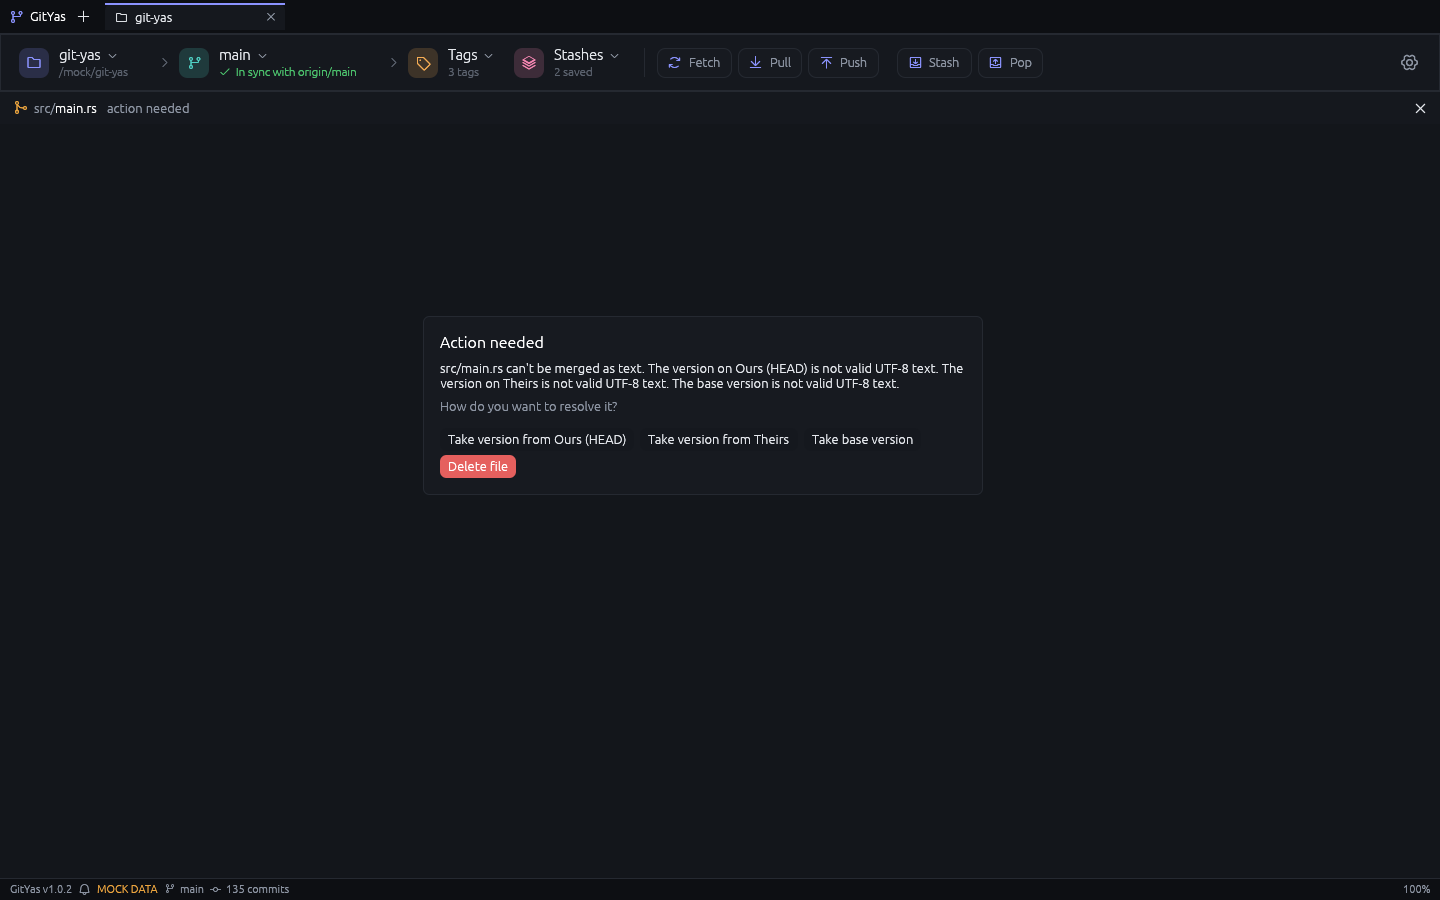 GitYas
git-yas
git-yas
/mock/git-yas
main
In sync with origin/main
Tags
3 tags
Stashes
2 saved
Fetch
Pull
Push
Stash
Pop
src/main.rs action needed
Action needed
src/main.rs can't be merged as text. The version on Ours (HEAD) is not valid UTF-8 text. The
version on Theirs is not valid UTF-8 text. The base version is not valid UTF-8 text.
How do you want to resolve it?
Take version from Ours (HEAD) Take version from Theirs Take base version
Delete file
GitYas v1.0.2 MOCK DATA main 135 commits 100%